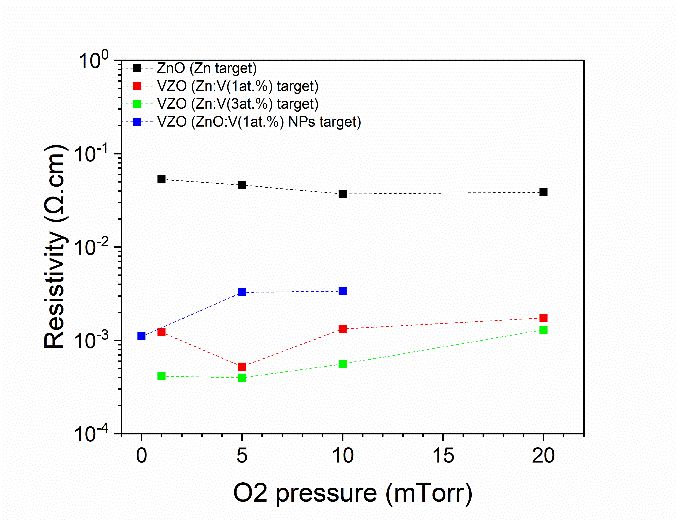 10⁰
ZnO (Zn target)
VZO (Zn:V(1at.%) target)
VZO (Zn:V(3at.%) target)
VZO (ZnO:V(1at.%) NPs target)
10⁻¹
10⁻²
10⁻³
10⁻⁴
Resistivity (Ω.cm)
0 5 10 15 20
O2 pressure (mTorr)